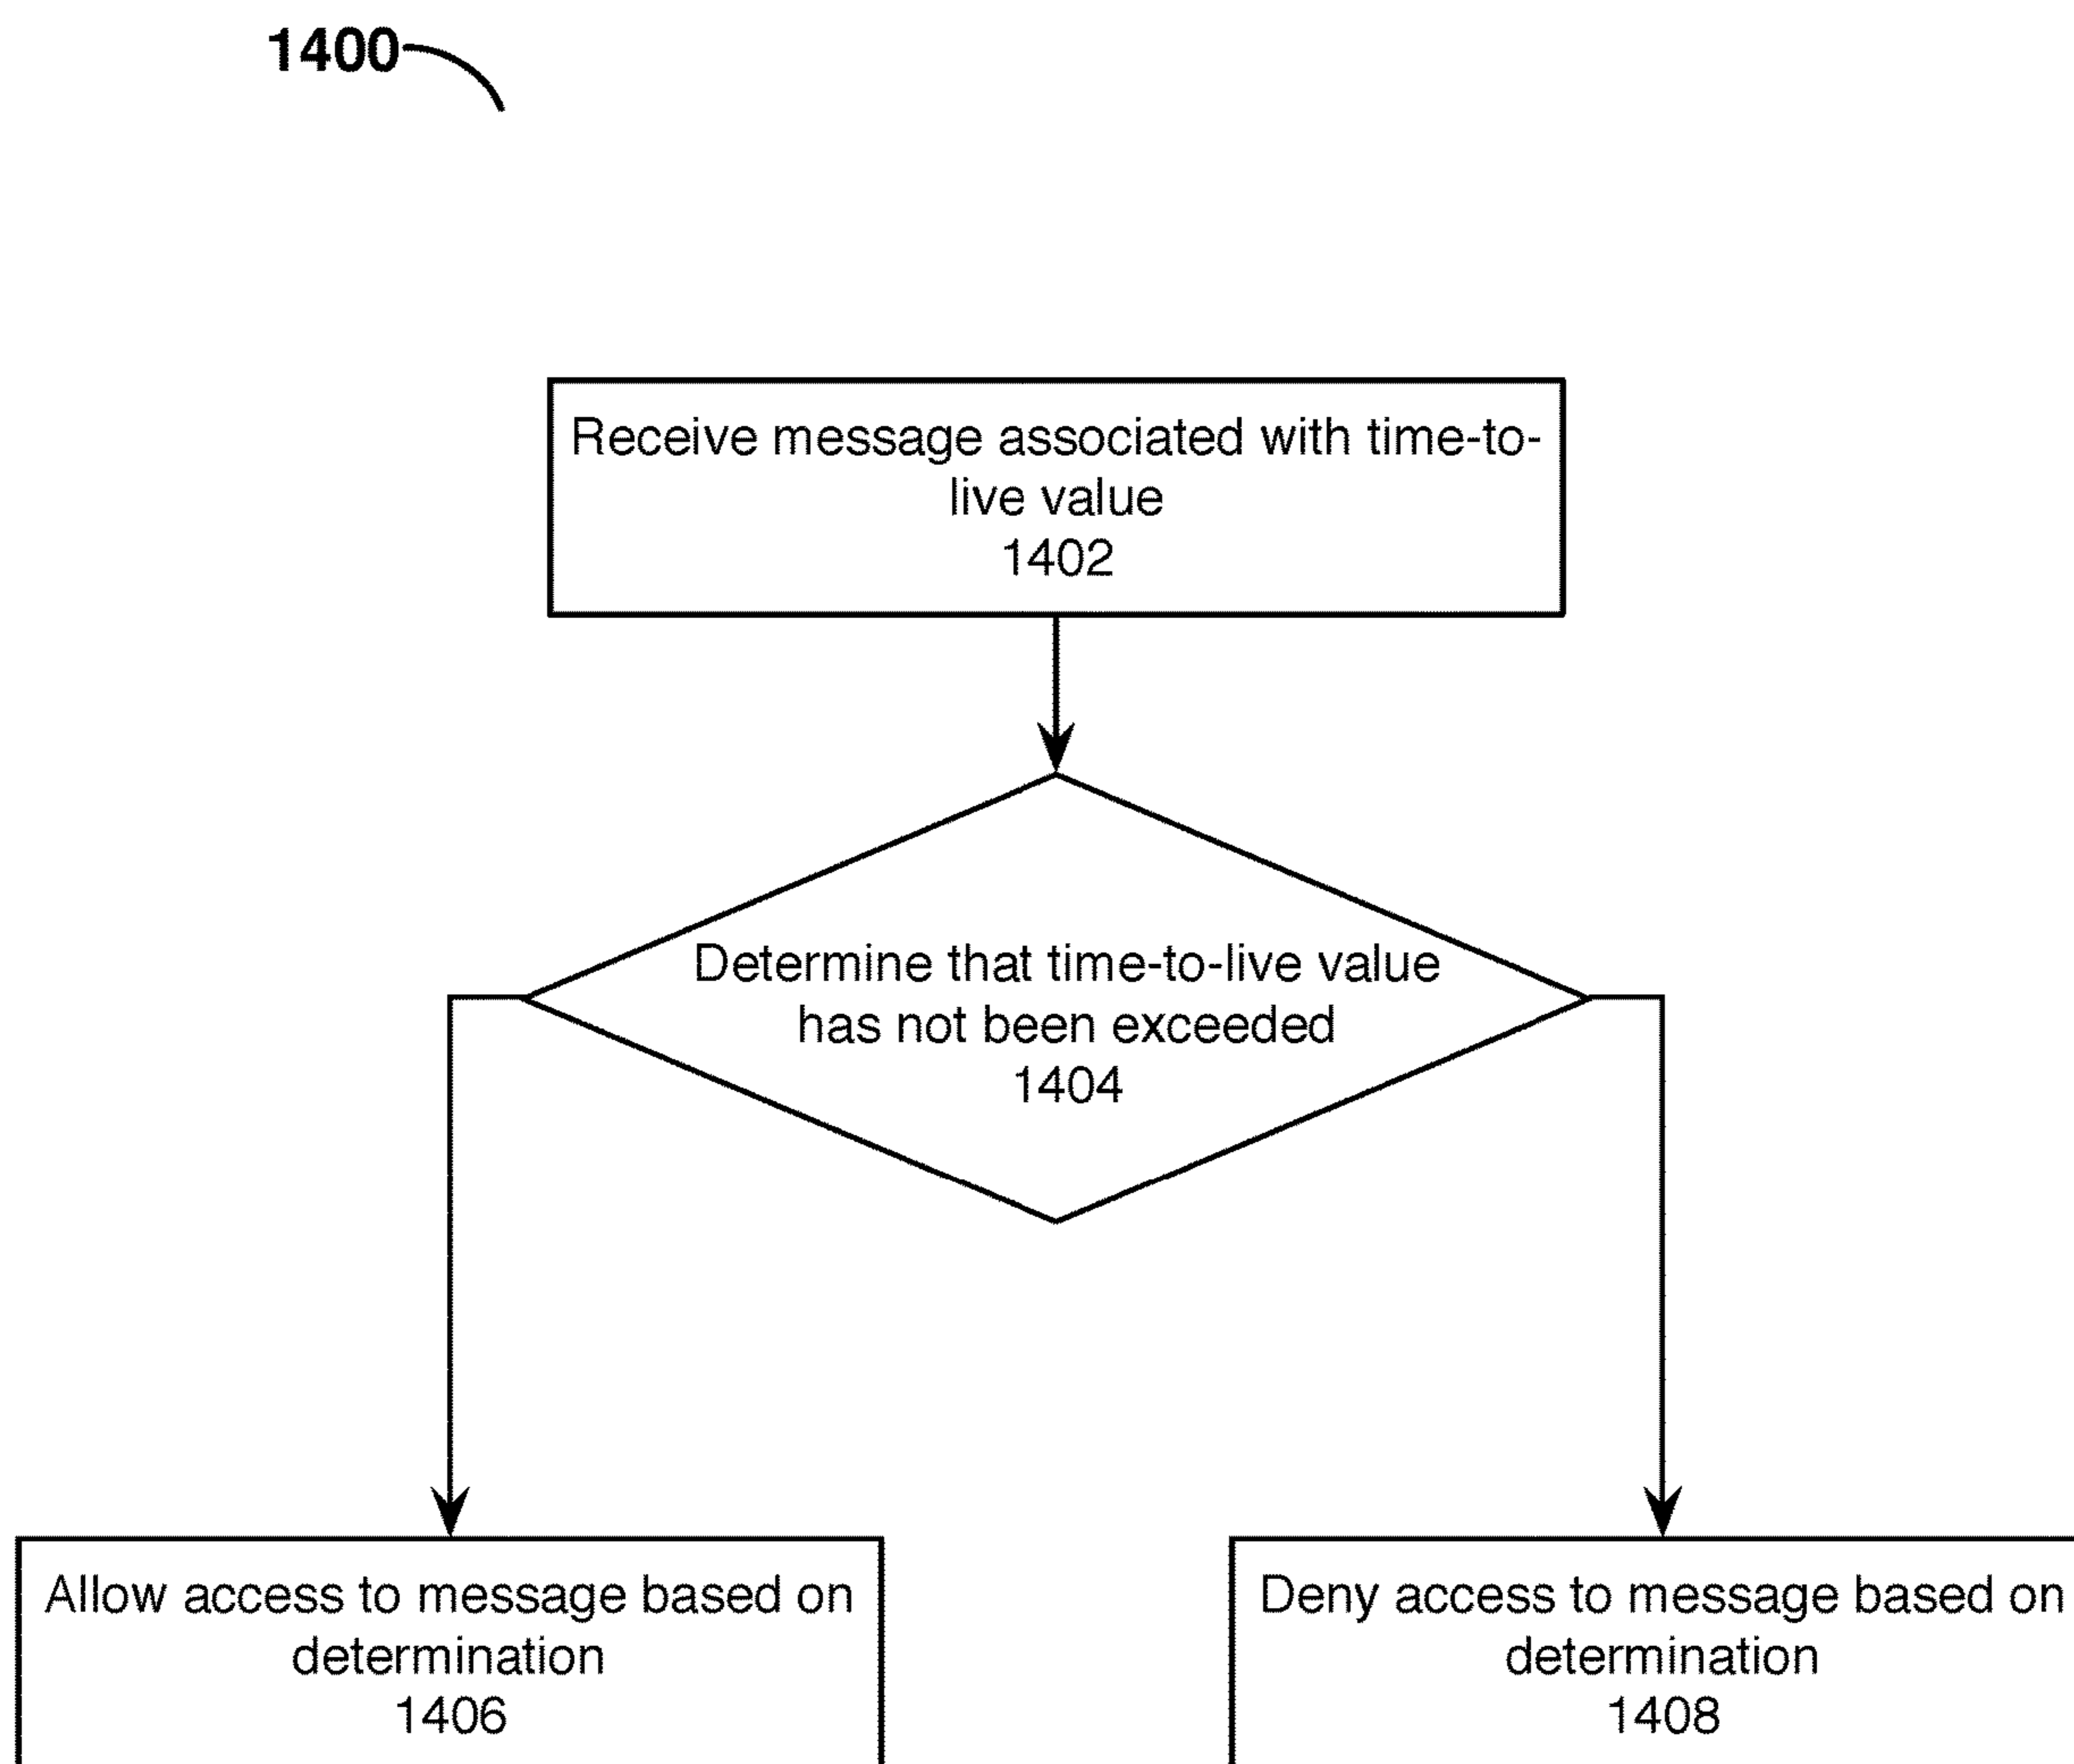 1400
Receive message associated with time-to-
live value
1402
Determine that time-to-live value
has not been exceeded
1404
Allow access to message based on
determination
1406
Deny access to message based on
determination
1408